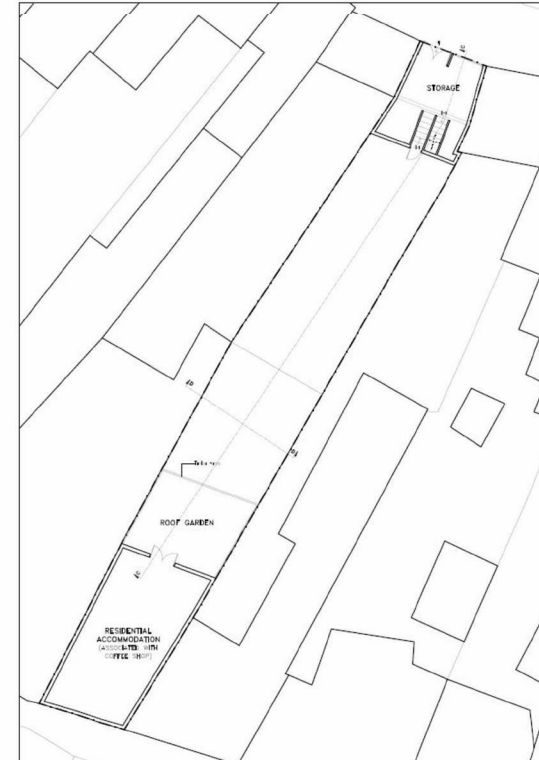 STORAGE
ROOF GARDEN
RESIDENTIAL
ACCOMMODATION
(ASSOCIATED WITH
COFFEE SHOP)